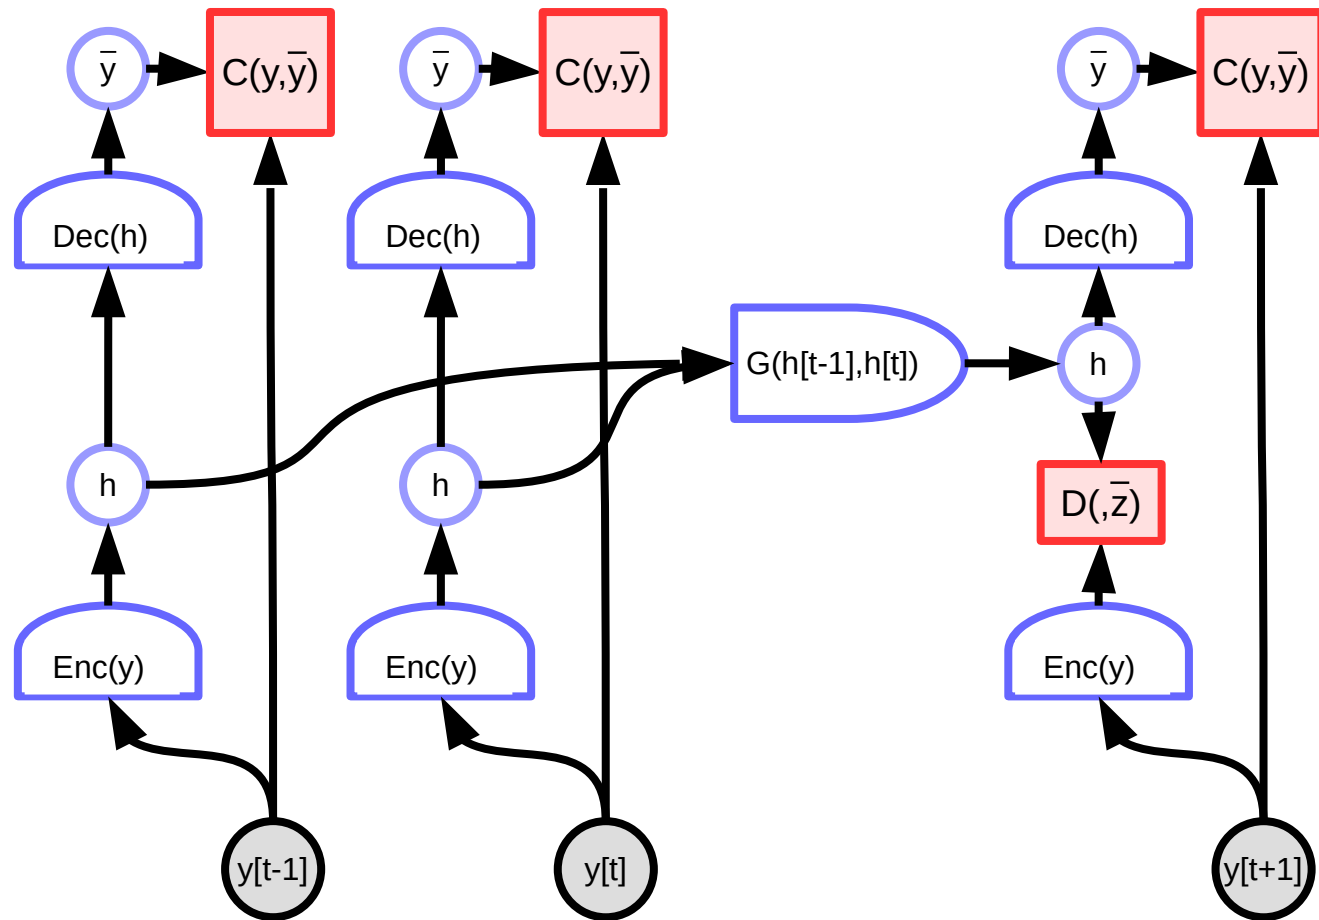 ȳ
C(y,ȳ)
ȳ
C(y,ȳ)
ȳ
C(y,ȳ)
Dec(h)
Dec(h)
Dec(h)
G(h[t-1],h[t])
h
h
h
D(,z̄)
Enc(y)
Enc(y)
Enc(y)
y[t-1]
y[t]
y[t+1]